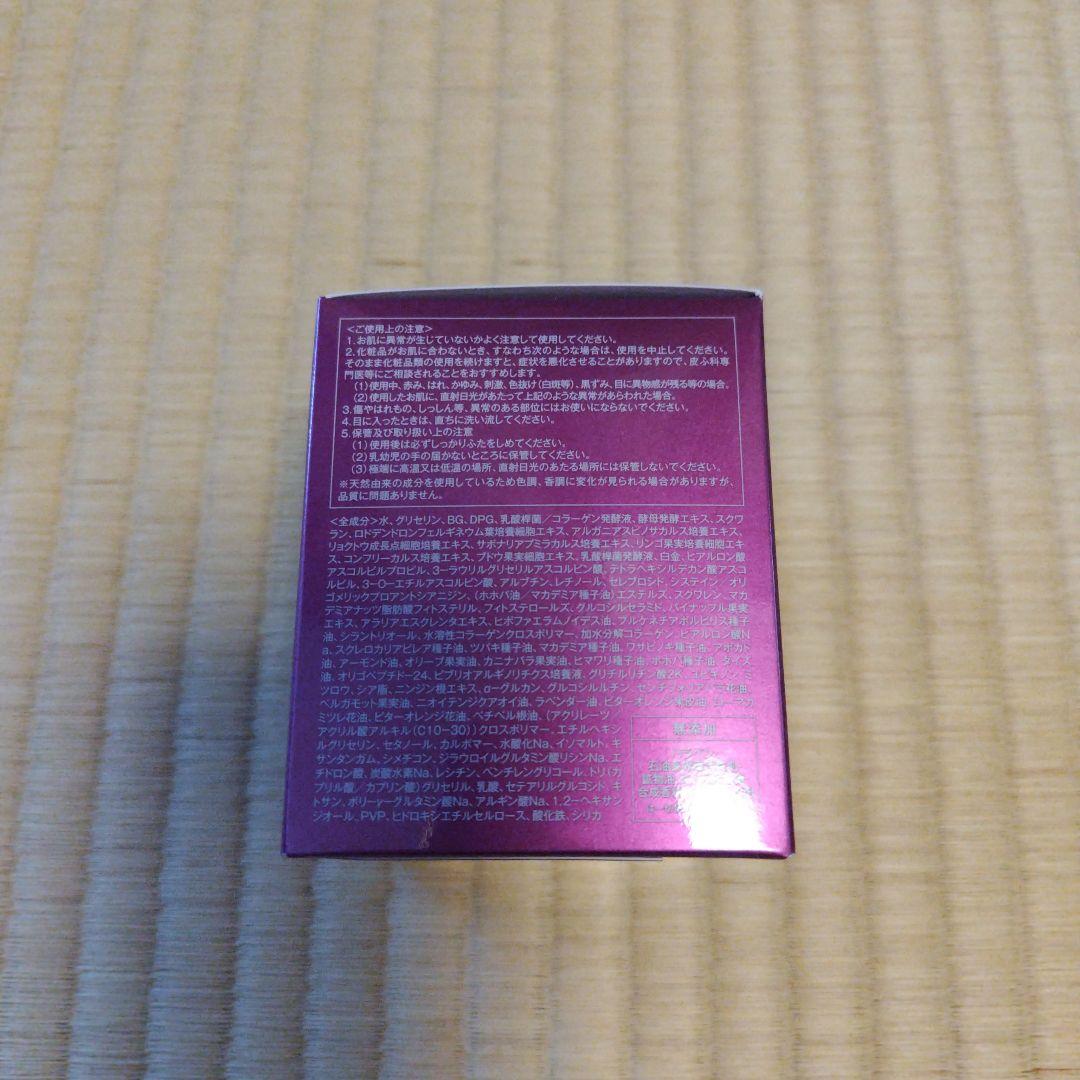 <ご使用上の注意>
1.お肌に異常が生じていないかよく注意して使用してください。
2.化粧品がお肌に合わないとき、すなわち次のような場合は、使用を中止してください。
そのまま化粧品類の使用を続けますと、症状を悪化させることがありますので、皮ふ科専
門医等にご相談されることをおすすめします。
(1)使用中、赤み、はれ、かゆみ、刺激、色抜け(白斑等)、黒ずみ、目に異物感が残る等の場合。
(2)使用したお肌に、直射日光があたって上記のような異常があらわれた場合。
3.傷やはれもの、しっしん等、異常のある部位にはお使いにならないでください。
4.目に入ったときは、直ちに洗い流してください。
5.保管及び取り扱い上の注意
(1)使用後は必ずしっかりふたをしめてください。
(2)乳幼児の手の届かないところに保管してください。
(3)極端に高温又は低温の場所、直射日光のあたる場所には保管しないでください。
※天然由来の成分を使用しているため色調、香調に変化が見られる場合がありますが、
品質に問題ありません。
<全成分>水、グリセリン、BG、DPG、乳酸桿菌/コラーゲン発酵液、酵母発酵エキス、スクワ
ラン、ロドデンドロンフェルギネウム葉培養細胞エキス、アルガニアスピノサカルス培養エキス、
リョクトウ成長点細胞培養エキス、サポナリアプミラカルス培養エキス、リンゴ果実培養細胞エキ
ス、コンフリーカルス培養エキス、ブドウ果実細胞エキス、乳酸桿菌発酵液、白金、ヒアルロン酸
アスコルビルプロピル、3-ラウリルグリセリルアスコルビン酸、テトラヘキシルデカン酸アスコ
ルビル、3-O-エチルアスコルビン酸、アルブチン、レチノール、セレブロシド、システイン/オリ
ゴメリックプロアントシアニジン、(ホホバ油/マカデミア種子油)エステルズ、スクワレン、マカ
デミアナッツ脂肪酸フィトステリル、フィトステロールズ、グルコシルセラミド、パイナップル果実
エキス、アラリアエスクレンタエキス、ヒポファエラムノイデス油、プルケネチアボルビリス種子
油、シラントリオール、水溶性コラーゲンクロスポリマー、加水分解コラーゲン、ヒアルロン酸N
a、スクレロカリアビレア種子油、ツバキ種子油、マカデミア種子油、ワサビノキ種子油、アボカド
油、アーモンド油、オリーブ果実油、カニナバラ果実油、ヒマワリ種子油、ホホバ種子油、ダイズ
油、オリゴペプチド-24、ビブリオアルギノリチクス培養液、グリチルリチン酸2K、ユビキノン、ミ
ツロウ、シア脂、ニンジン根エキス、α-グルカン、グルコシルルチン、
ベルガモット果実油、ニオイテンジクアオイ油、ラベンダー油、ビターオレンジ果皮油、ローマカ
ミツレ花油、ビターオレンジ花油、ベチベル根油、(アクリレーツ/
アクリル酸アルキル(C10-30))クロスポリマー、エチルヘキシ
ルグリセリン、セタノール、カルボマー、水酸化Na、イソマルト、キ
サンタンガム、シメチコン、ジラウロイルグルタミン酸リシンNa、エ
チドロン酸、炭酸水素Na、レシチン、ペンチレングリコール、トリ(カ
プリル酸/カプリン酸)グリセリル、乳酸、セテアリルグルコシド、キ
トサン、ポリ-γ-グルタミン酸Na、アルギン酸Na、1,2-ヘキサン
ジオール、PVP、ヒドロキシエチルセルロース、酸化鉄、シリカ
無添加